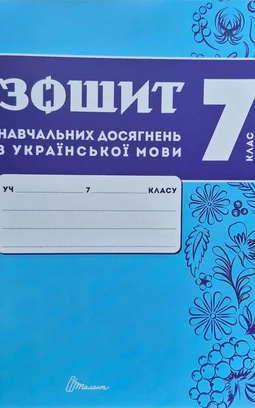 ЗОШИТ
НАВЧАЛЬНИХ ДОСЯГНЕНЬ
З УКРАЇНСЬКОЇ МОВИ
7
КЛАС
УЧ 7 КЛАСУ
Талант